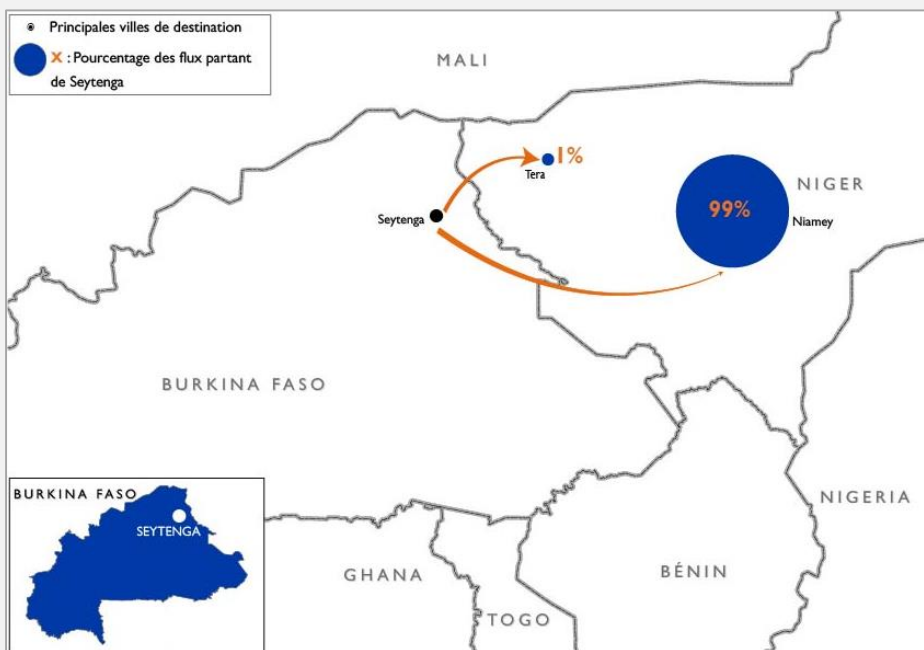 Principales villes de destination
X : Pourcentage des flux partant
de Seytenga
MALI
1%
Tera
NIGER
99%
Niamey
Seytenga
BURKINA FASO
BURKINA FASO
SEYTENGA
NIGERIA
GHANA
BÉNIN
TOGO